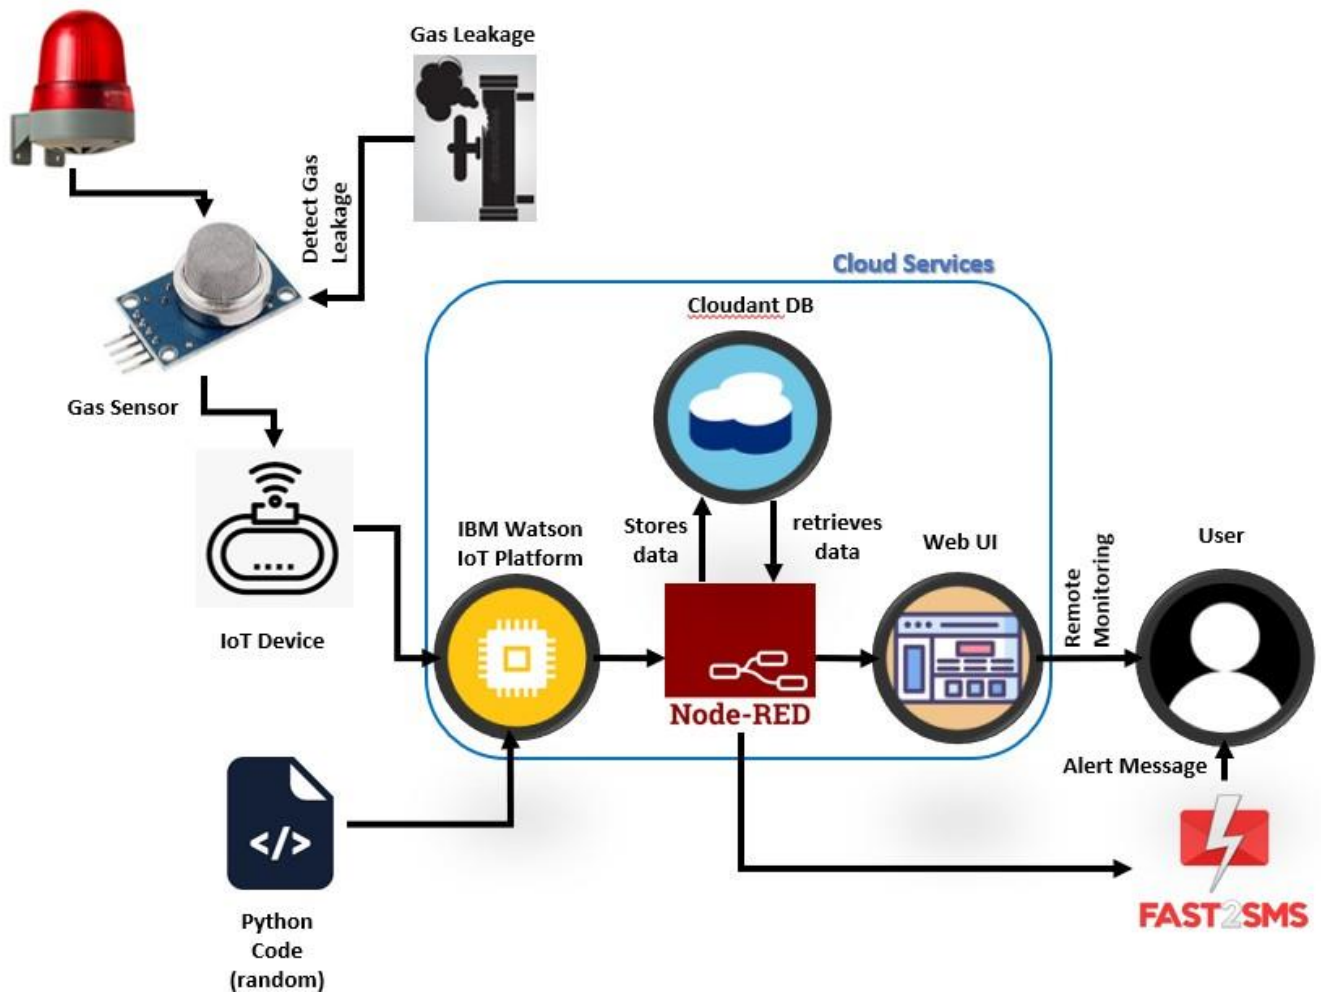 Gas Leakage
Detect Gas
Leakage
Cloud Services
Cloudant DB
Gas Sensor
Stores
data
retrieves
data
IBM Watson
IoT Platform
Web UI
Remote
Monitoring
User
IoT Device
Node-RED
Alert Message
</>
FAST2SMS
Python
Code
(random)